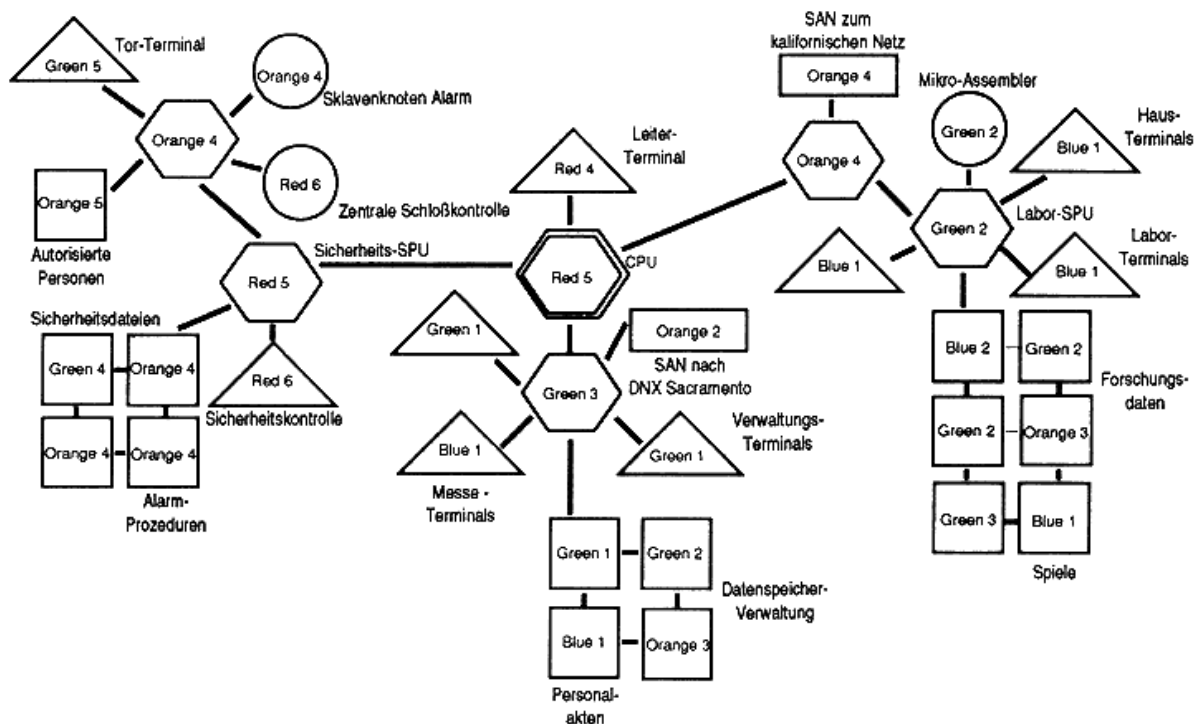 Tor-Terminal
Green 5
Orange 4
Sklavenknoten Alarm
Orange 4
Red 6
Zentrale Schloßkontrolle
Orange 5
Autorisierte
Personen
Sicherheits-SPU
Red 5
Sicherheitsdateien
Green 4
Orange 4
Orange 4
Orange 4
Alarm-
Prozeduren
Red 6
Sicherheitskontrolle
Leiter-
Terminal
Red 4
CPU
Red 5
Green 1
Orange 2
SAN nach
DNX Sacramento
Green 3
Blue 1
Messe -
Terminals
Verwaltungs-
Terminals
Green 1
Green 1
Green 2
Datenspeicher-
Verwaltung
Blue 1
Orange 3
Personal-
akten
SAN zum
kalifornischen Netz
Orange 4
Orange 4
Mikro-Assembler
Green 2
Haus-
Terminals
Blue 1
Labor-SPU
Green 2
Blue 1
Labor-
Terminals
Blue 1
Blue 2
Green 2
Forschungs-
daten
Green 2
Orange 3
Green 3
Blue 1
Spiele